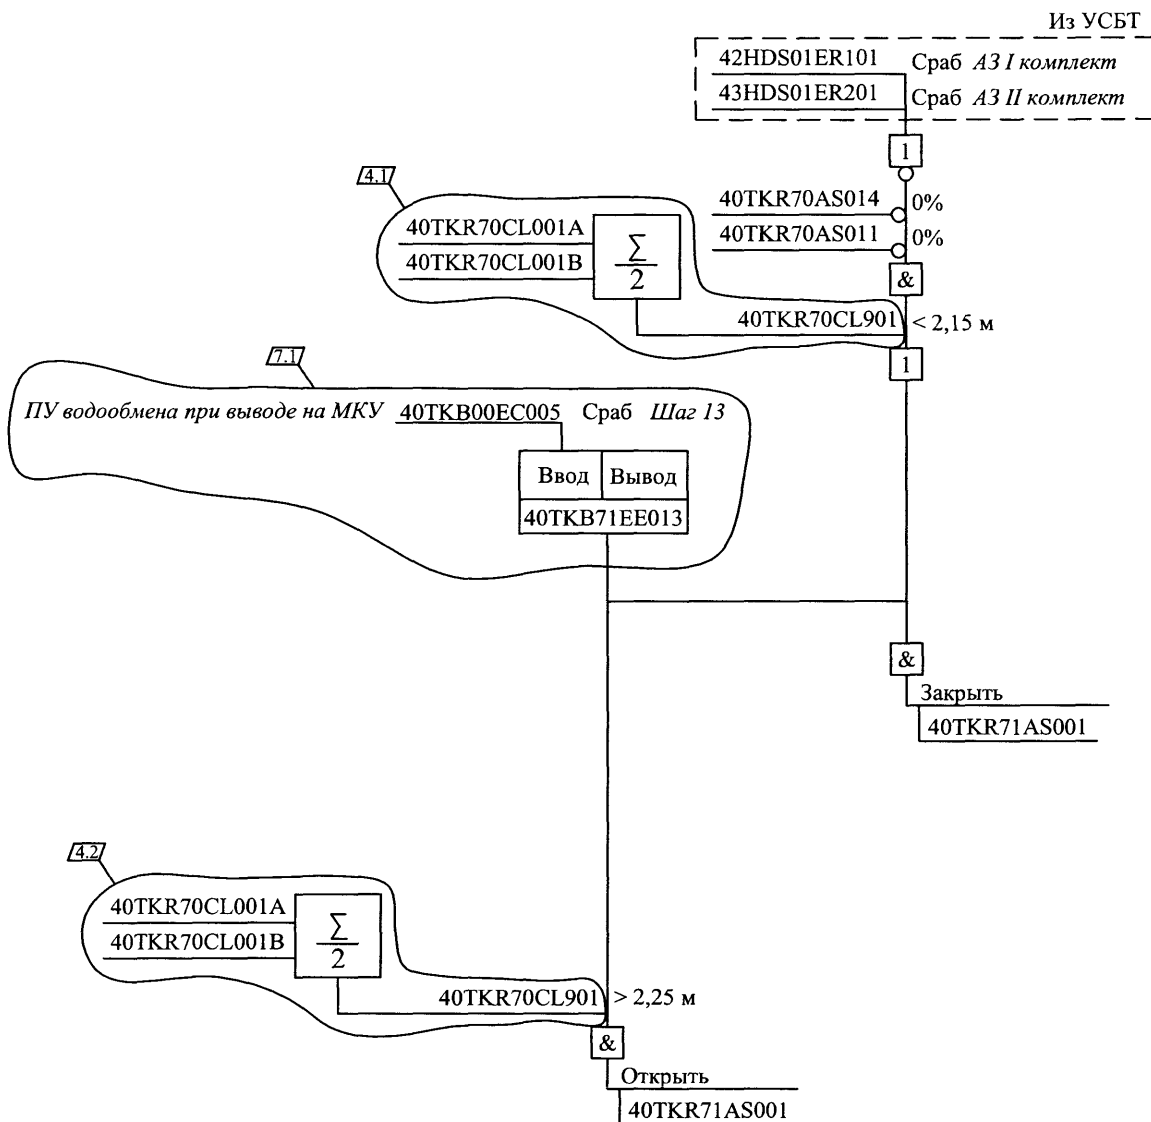 Из УСБТ
42HDS01ER101 Сраб АЗ I комплект
43HDS01ER201 Сраб АЗ II комплект
1
4.1
40TKR70AS014 0%
40TKR70CL001A
40TKR70AS011 0%
40TKR70CL001B
Σ
2
&
40TKR70CL901 < 2,15 м
1
7.1
ПУ водообмена при выводе на МКУ 40TKB00EC005 Сраб Шаг 13
Ввод Вывод
40TKB71EE013
&
Закрыть
40TKR71AS001
4.2
40TKR70CL001A
40TKR70CL001B
Σ
2
40TKR70CL901 > 2,25 м
&
Открыть
40TKR71AS001